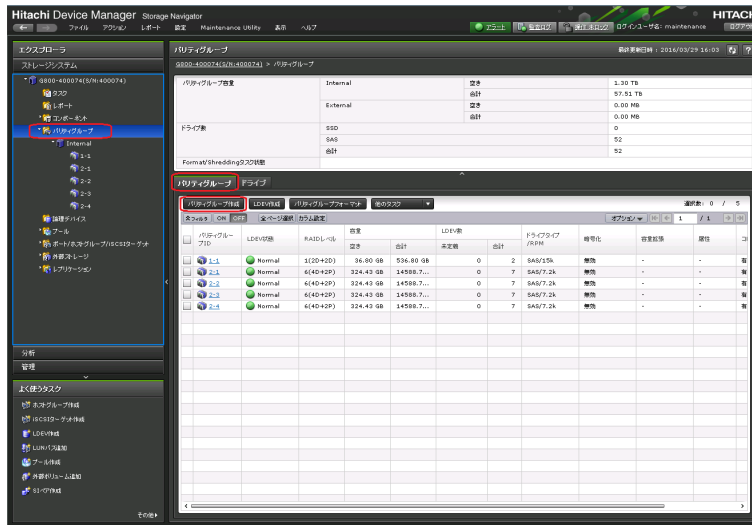 Hitachi Device Manager Storage Navigator
HITACHI
ファイル アクション レポート 設定 Maintenance Utility 表示 ヘルプ
アラート 監査ログ ログインユーザ名: maintenance ログアウ
エクスプローラ
ストレージシステム
G800-400074(S/N:400074)
タスク
レポート
コンポーネント
パリティグループ
Internal
1-1
2-1
2-2
2-3
2-4
論理デバイス
プール
ポート/ホストグループ/iSCSIターゲット
外部ストレージ
レプリケーション
分析
管理
よく使うタスク
ホストグループ作成
iSCSIターゲット作成
LDEV作成
LUNパス追加
プール作成
外部ボリューム追加
SIペア作成
その他
パリティグループ
最終更新日時 : 2016/03/29 16:03
G800-400074(S/N:400074) > パリティグループ
パリティグループ容量 Internal 空き 1.30 TB
合計 57.51 TB
External 空き 0.00 MB
合計 0.00 MB
ドライブ数 SSD 0
SAS 52
合計 52
Format/Shreddingタスク状態
パリティグループ ドライブ
パリティグループ作成 LDEV作成 パリティグループフォーマット 他のタスク
選択数: 0 / 5
フィルタ ON OFF 全ページ選択 カラム設定 オプション 1 / 1
パリティグループID LDEV状態 RAIDレベル 容量 空き 合計 LDEV数 未定義 合計 ドライブタイプ/RPM 暗号化 容量拡張 属性
1-1 Normal 1(2D+2D) 36.80 GB 536.80 GB 0 2 SAS/15k 無効 - - 有
2-1 Normal 6(4D+2P) 324.43 GB 14588.7... 0 7 SAS/7.2k 無効 - - 有
2-2 Normal 6(4D+2P) 324.43 GB 14588.7... 0 7 SAS/7.2k 無効 - - 有
2-3 Normal 6(4D+2P) 324.43 GB 14588.7... 0 7 SAS/7.2k 無効 - - 有
2-4 Normal 6(4D+2P) 324.43 GB 14588.7... 0 7 SAS/7.2k 無効 - - 有